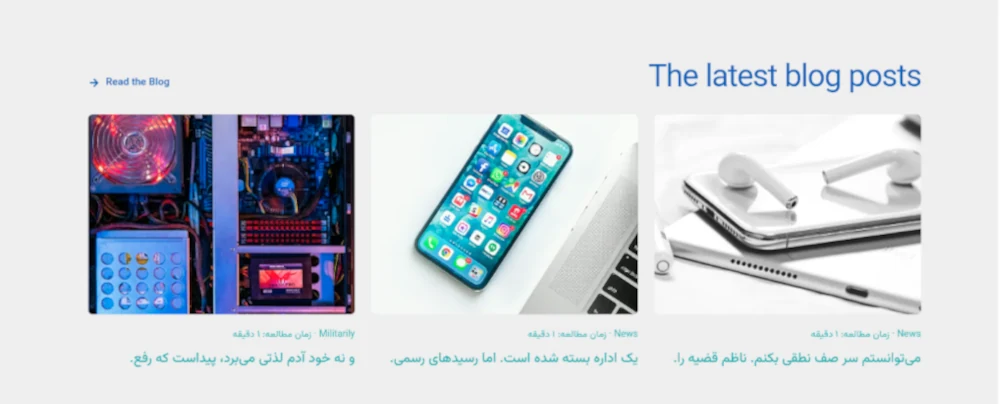 The latest blog posts
Read the Blog
News · زمان مطالعه: ۱ دقیقه
می‌توانستم سر صف نطقی بکنم. ناظم قضیه را.
News · زمان مطالعه: ۱ دقیقه
یک اداره بسته شده است. اما رسیدهای رسمی.
Militarily · زمان مطالعه: ۱ دقیقه
و نه خود آدم لذتی می‌برد، پیداست که رفع.